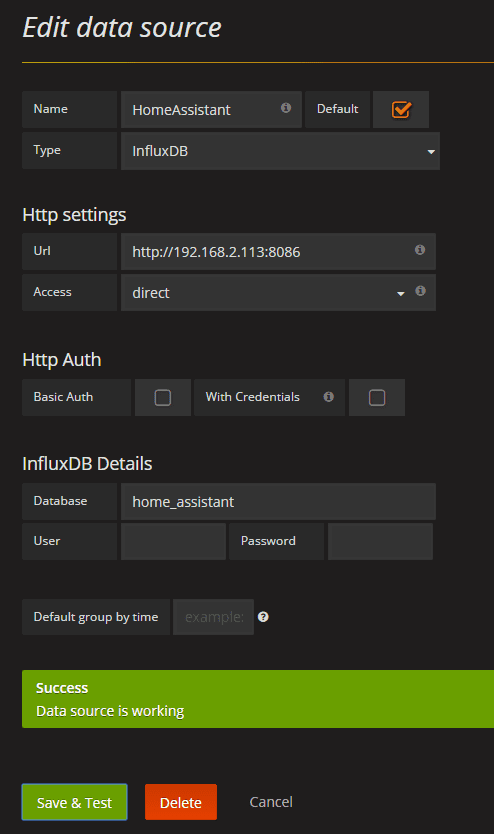 Edit data source
Name HomeAssistant Default
Type InfluxDB
Http settings
Url http://192.168.2.113:8086
Access direct
Http Auth
Basic Auth With Credentials
InfluxDB Details
Database home_assistant
User Password
Default group by time example:
Success
Data source is working
Save & Test Delete Cancel